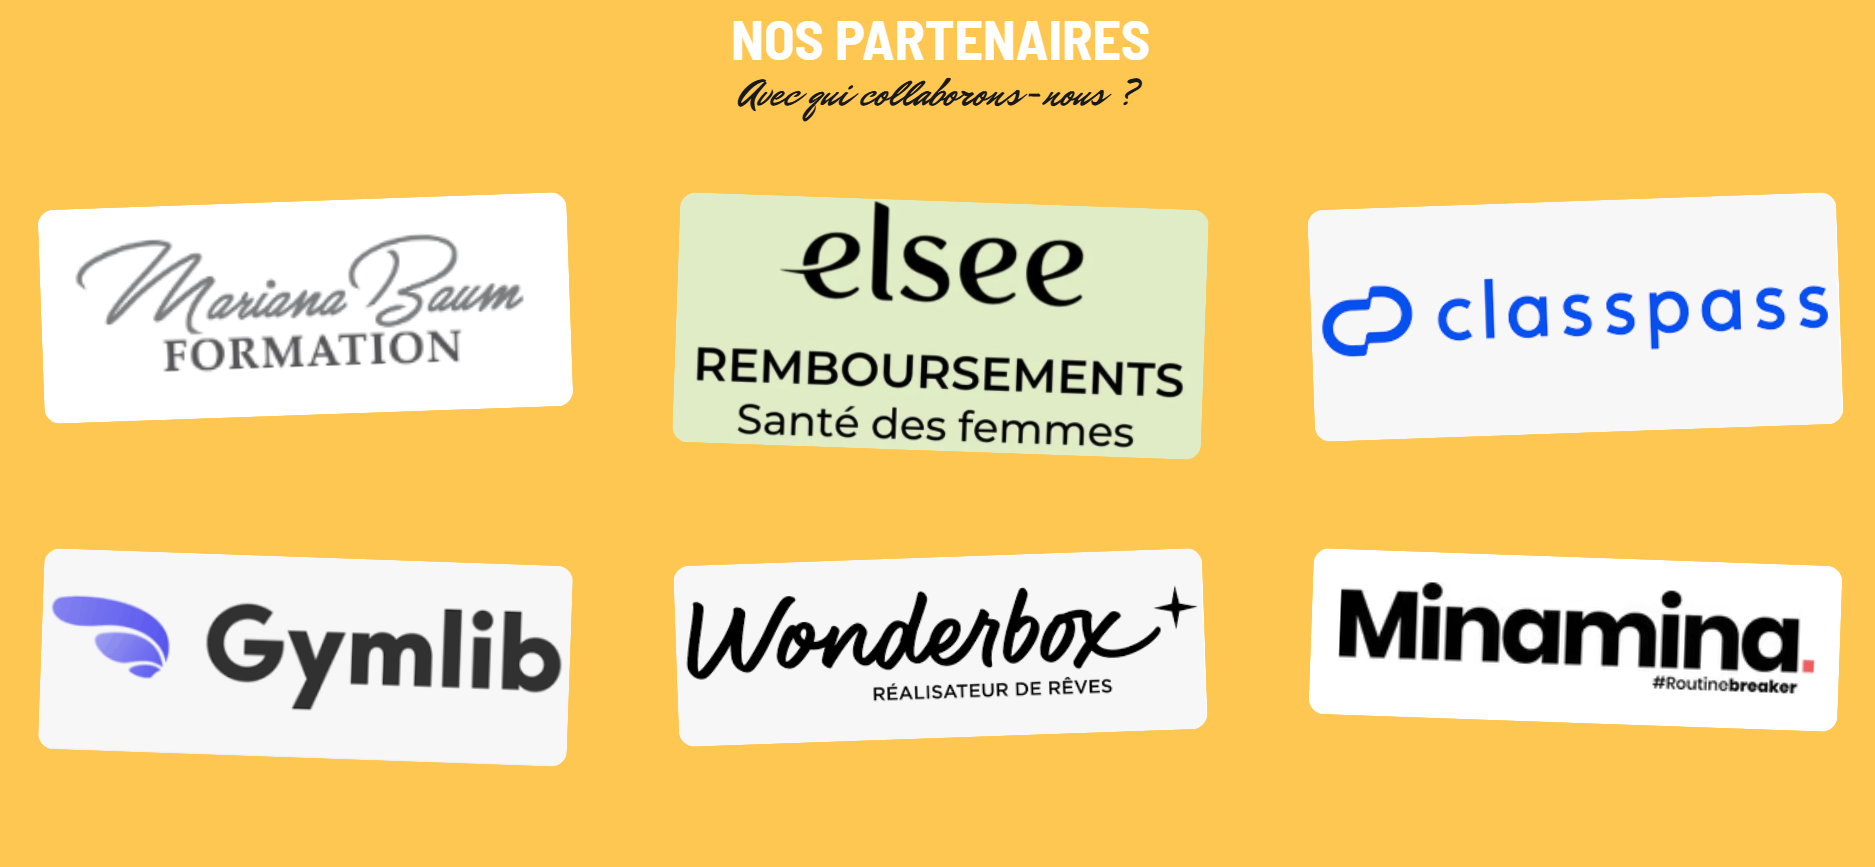 NOS PARTENAIRES
Avec qui collaborons-nous ?
Mariana Baum
FORMATION
elsee
REMBOURSEMENTS
Santé des femmes
classpass
Gymlib
Wonderbox
RÉALISATEUR DE RÊVES
Minamina.
#Routinebreaker